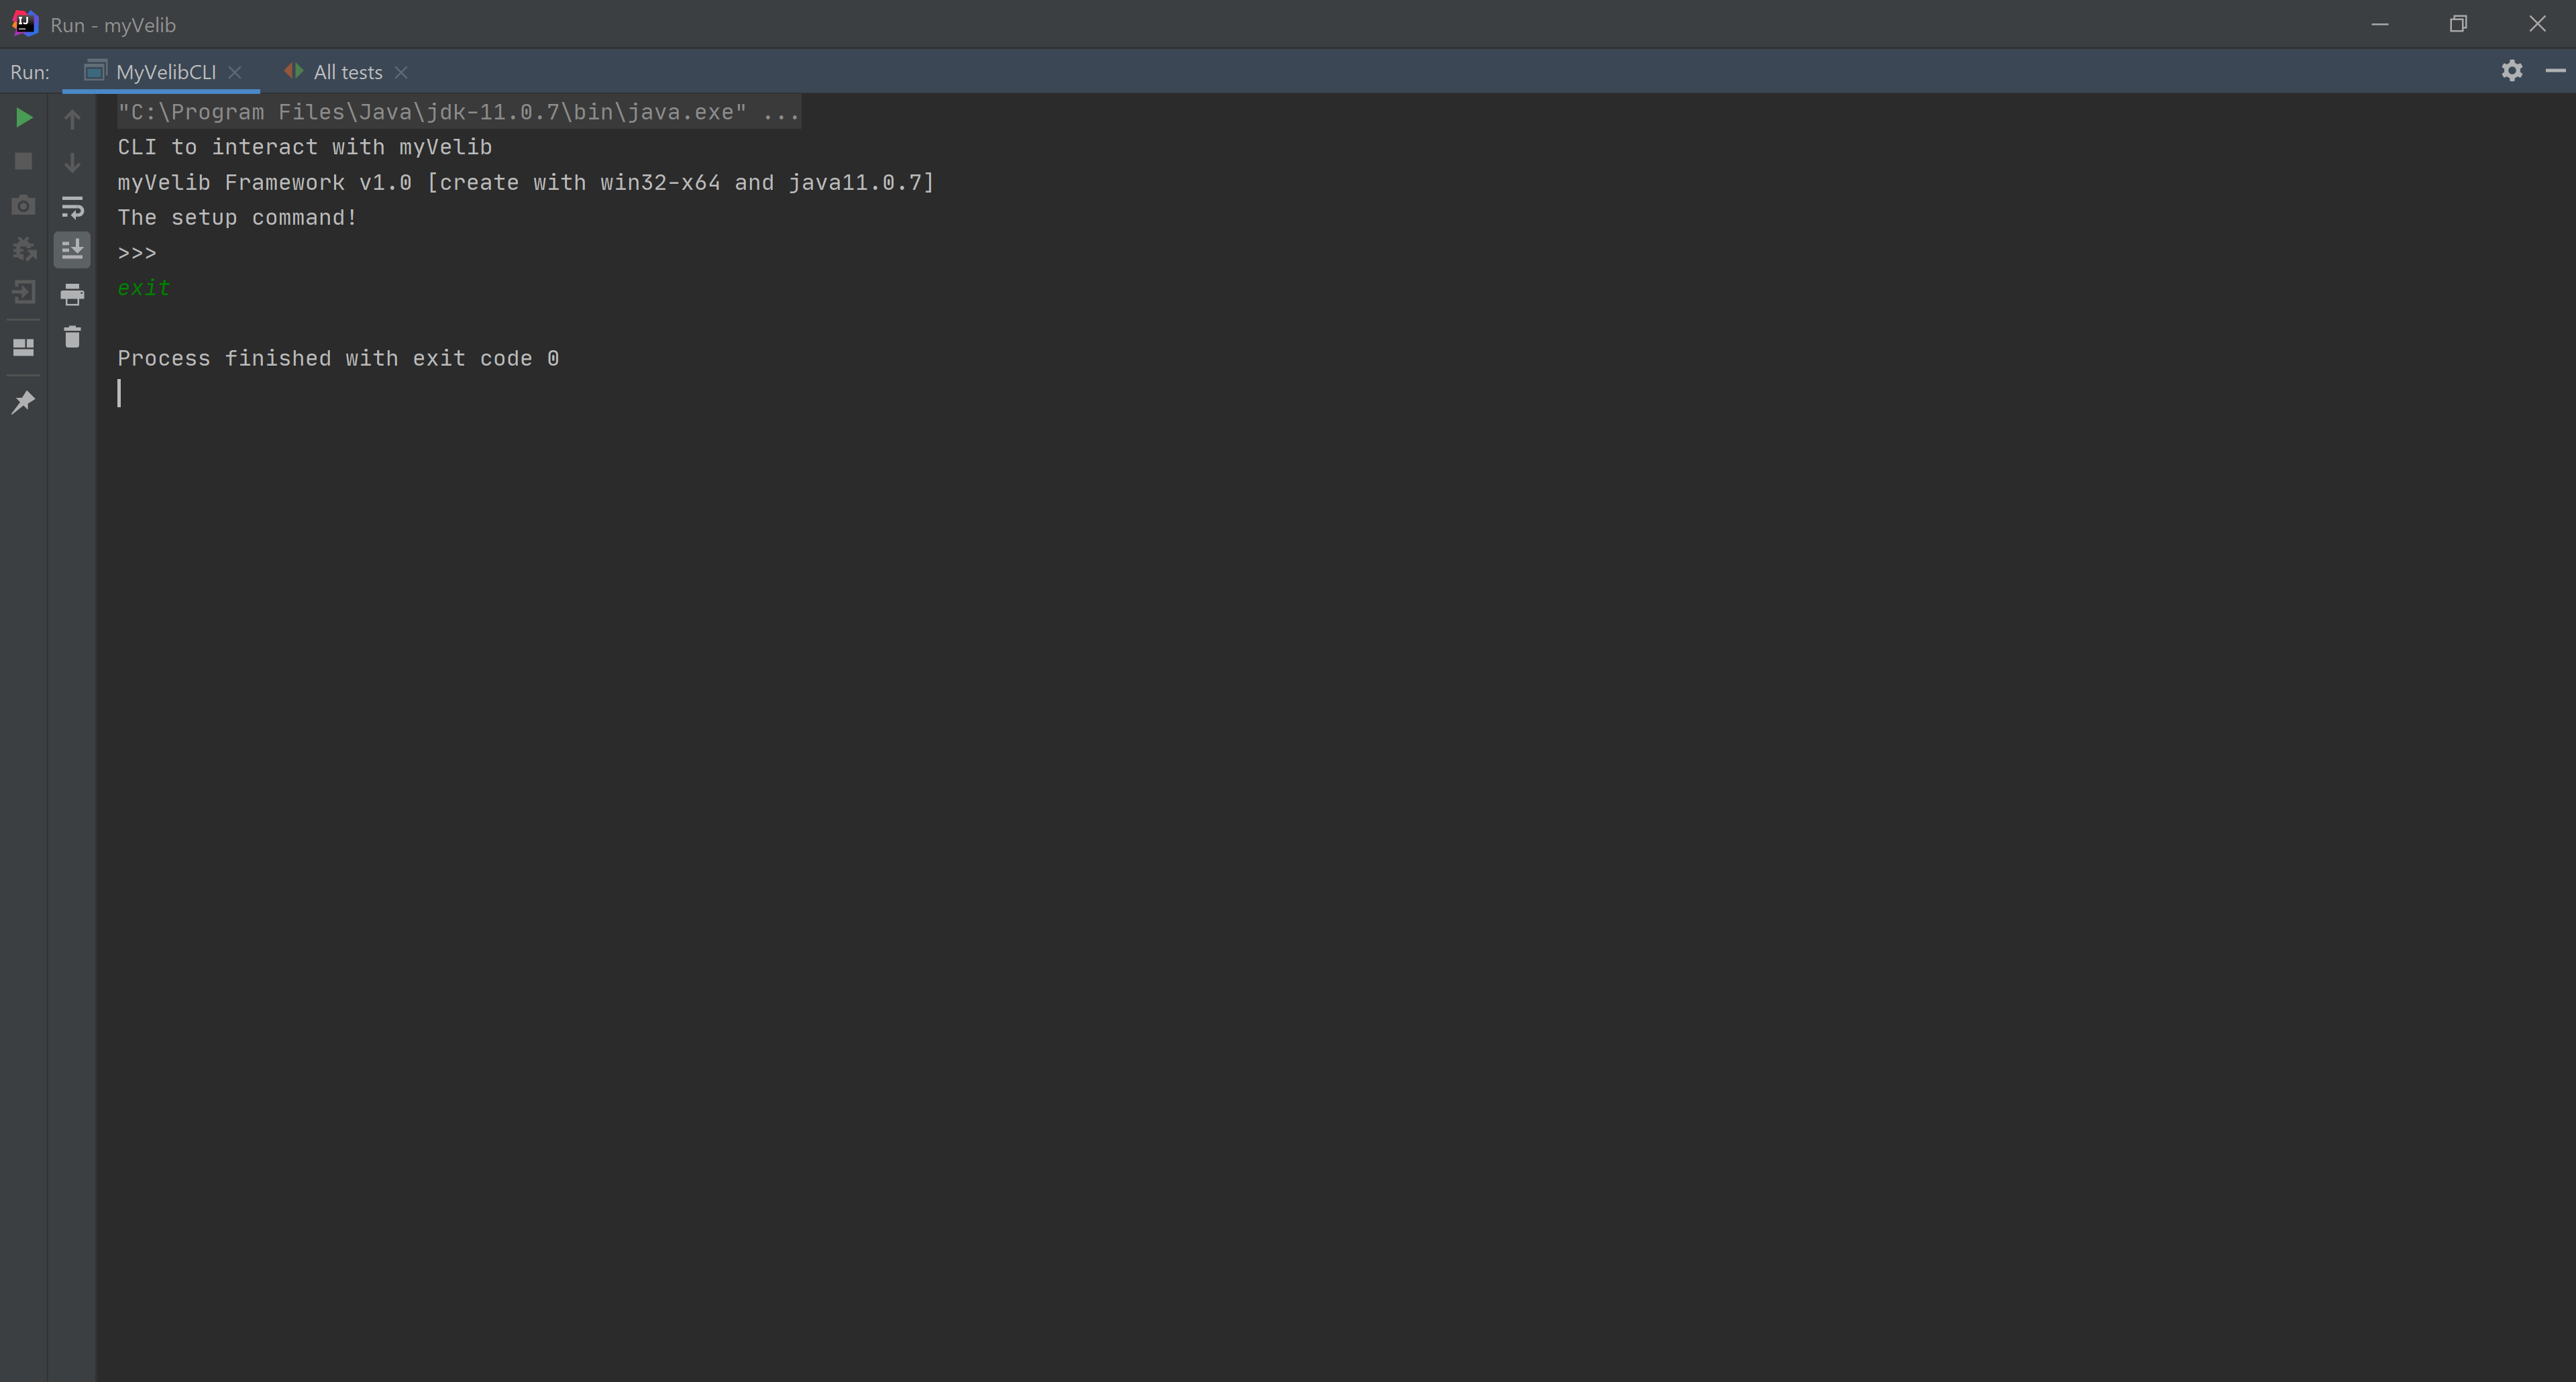 IJ
Run - myVelib
Run:
MyVelibCLI
All tests
"C:\Program Files\Java\jdk-11.0.7\bin\java.exe" ...
CLI to interact with myVelib
myVelib Framework v1.0 [create with win32-x64 and java11.0.7]
The setup command!
>>>
exit
Process finished with exit code 0